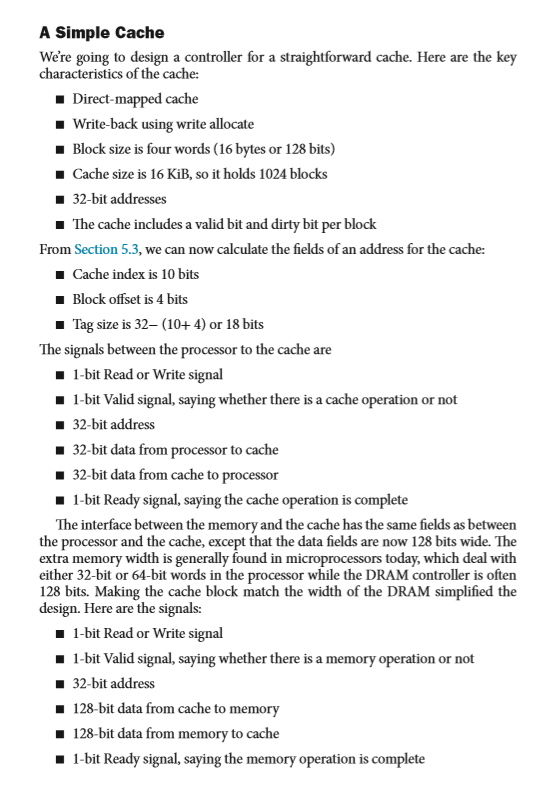 A Simple Cache
We’re going to design a controller for a straightforward cache. Here are the key
characteristics of the cache:
■ Direct-mapped cache
■ Write-back using write allocate
■ Block size is four words (16 bytes or 128 bits)
■ Cache size is 16 KiB, so it holds 1024 blocks
■ 32-bit addresses
■ The cache includes a valid bit and dirty bit per block
From Section 5.3, we can now calculate the fields of an address for the cache:
■ Cache index is 10 bits
■ Block offset is 4 bits
■ Tag size is 32− (10+ 4) or 18 bits
The signals between the processor to the cache are
■ 1-bit Read or Write signal
■ 1-bit Valid signal, saying whether there is a cache operation or not
■ 32-bit address
■ 32-bit data from processor to cache
■ 32-bit data from cache to processor
■ 1-bit Ready signal, saying the cache operation is complete
The interface between the memory and the cache has the same fields as between
the processor and the cache, except that the data fields are now 128 bits wide. The
extra memory width is generally found in microprocessors today, which deal with
either 32-bit or 64-bit words in the processor while the DRAM controller is often
128 bits. Making the cache block match the width of the DRAM simplified the
design. Here are the signals:
■ 1-bit Read or Write signal
■ 1-bit Valid signal, saying whether there is a memory operation or not
■ 32-bit address
■ 128-bit data from cache to memory
■ 128-bit data from memory to cache
■ 1-bit Ready signal, saying the memory operation is complete